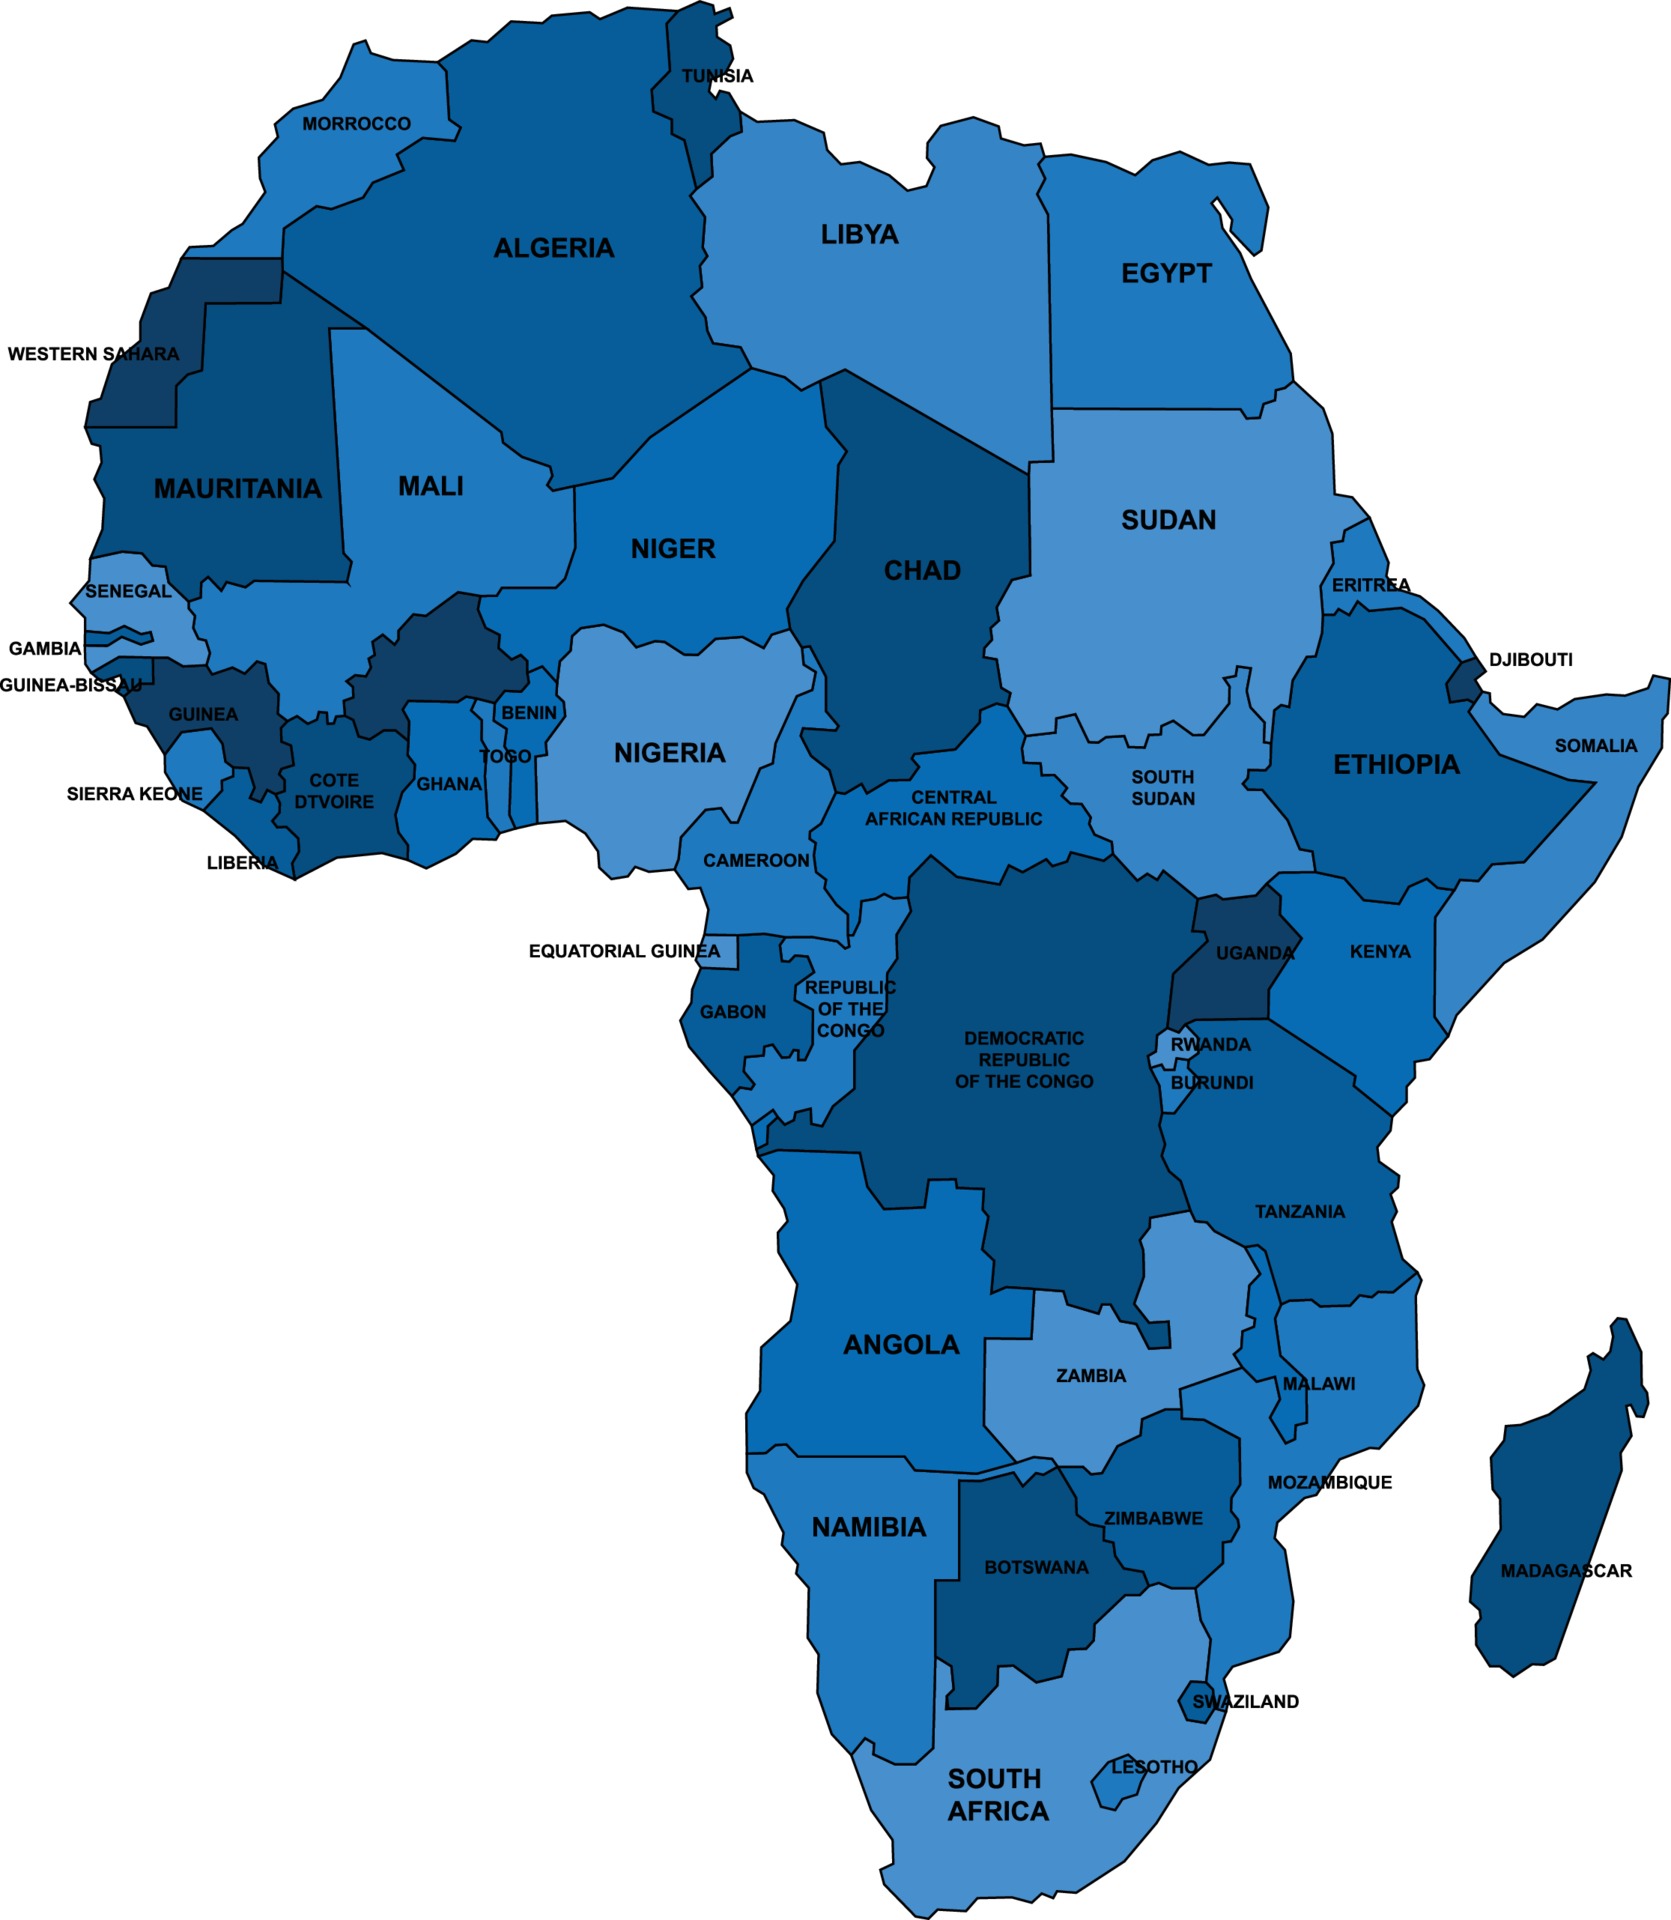 TUNISIA
MORROCCO
ALGERIA
LIBYA
EGYPT
WESTERN SAHARA
MAURITANIA
MALI
NIGER
CHAD
SUDAN
ERITREA
SENEGAL
GAMBIA
DJIBOUTI
GUINEA-BISSAU
GUINEA
BENIN
TOGO
NIGERIA
SOMALIA
ETHIOPIA
COTE
DTVOIRE
GHANA
SOUTH
SUDAN
SIERRA KEONE
CENTRAL
AFRICAN REPUBLIC
LIBERIA
CAMEROON
EQUATORIAL GUINEA
UGANDA
KENYA
GABON
REPUBLIC
OF THE
CONGO
DEMOCRATIC
REPUBLIC
OF THE CONGO
RWANDA
BURUNDI
TANZANIA
ANGOLA
ZAMBIA
MALAWI
MOZAMBIQUE
NAMIBIA
ZIMBABWE
BOTSWANA
MADAGASCAR
SWAZILAND
LESOTHO
SOUTH
AFRICA